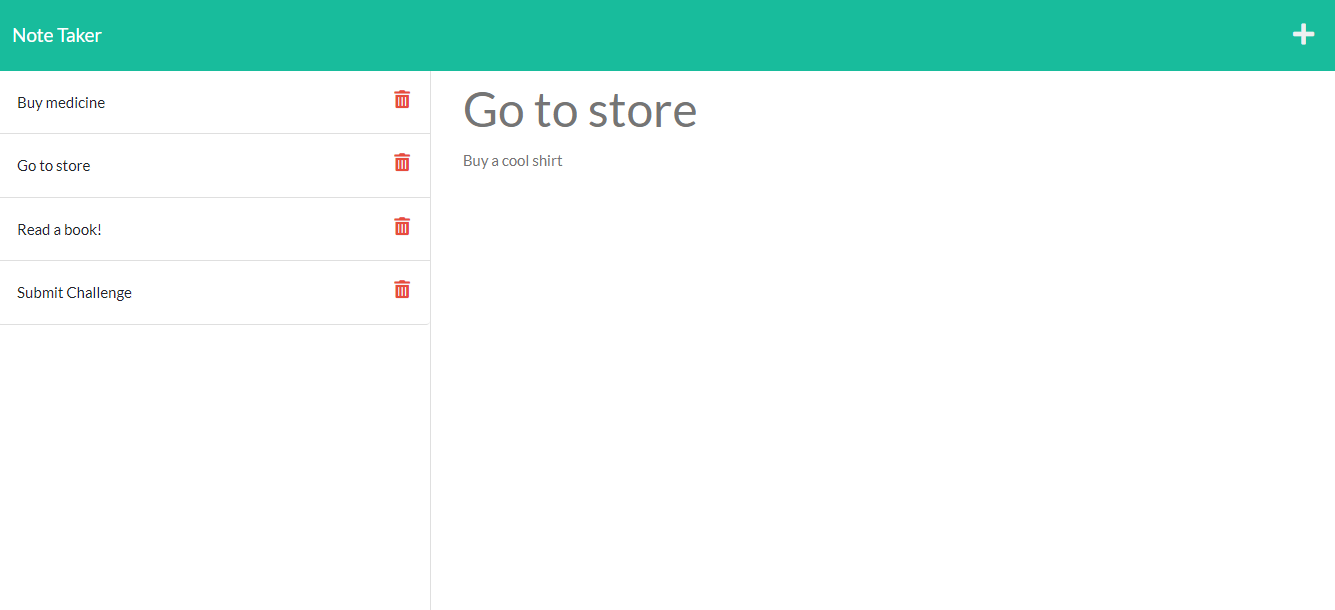 Note Taker
Buy medicine
Go to store
Read a book!
Submit Challenge
Go to store
Buy a cool shirt